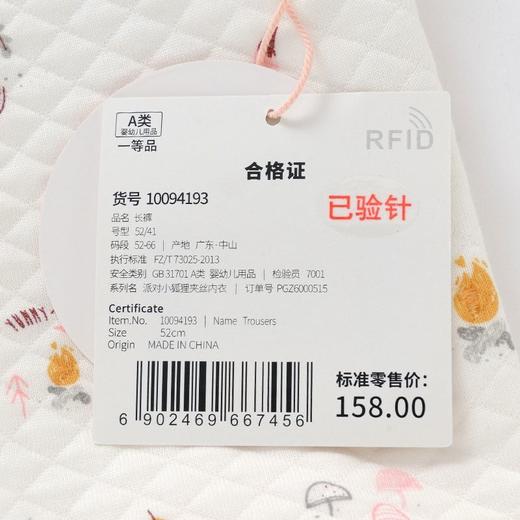 A类
婴幼儿用品
一等品
RFID
合格证
货号 10094193
已验针
品名 长裤
号型 52/41
码段 52-66 | 产地 广东·中山
执行标准 FZ/T 73025-2013
安全类别 GB 31701 A类 婴幼儿用品 | 检验员 7001
系列名 派对小狐狸夹丝内衣 | 订单号 PGZ6000515
Certificate
Item.No. 10094193 | Name Trousers
Size 52cm
Origin MADE IN CHINA
标准零售价：
158.00
6 902469 667456